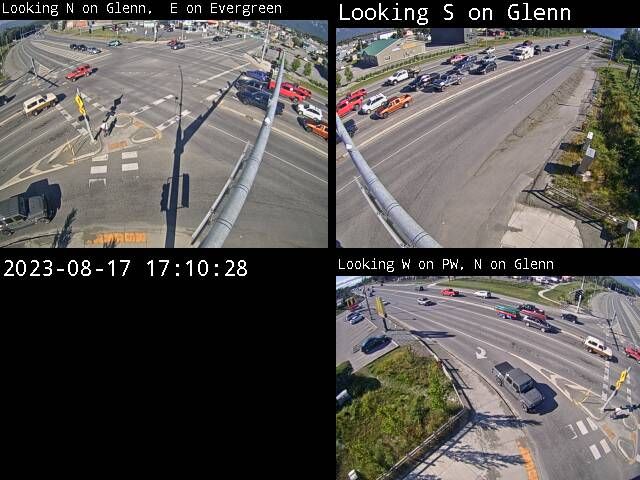 Looking N on Glenn,  E on Evergreen
Looking S on Glenn
2023-08-17 17:10:28
Looking W on PW, N on Glenn